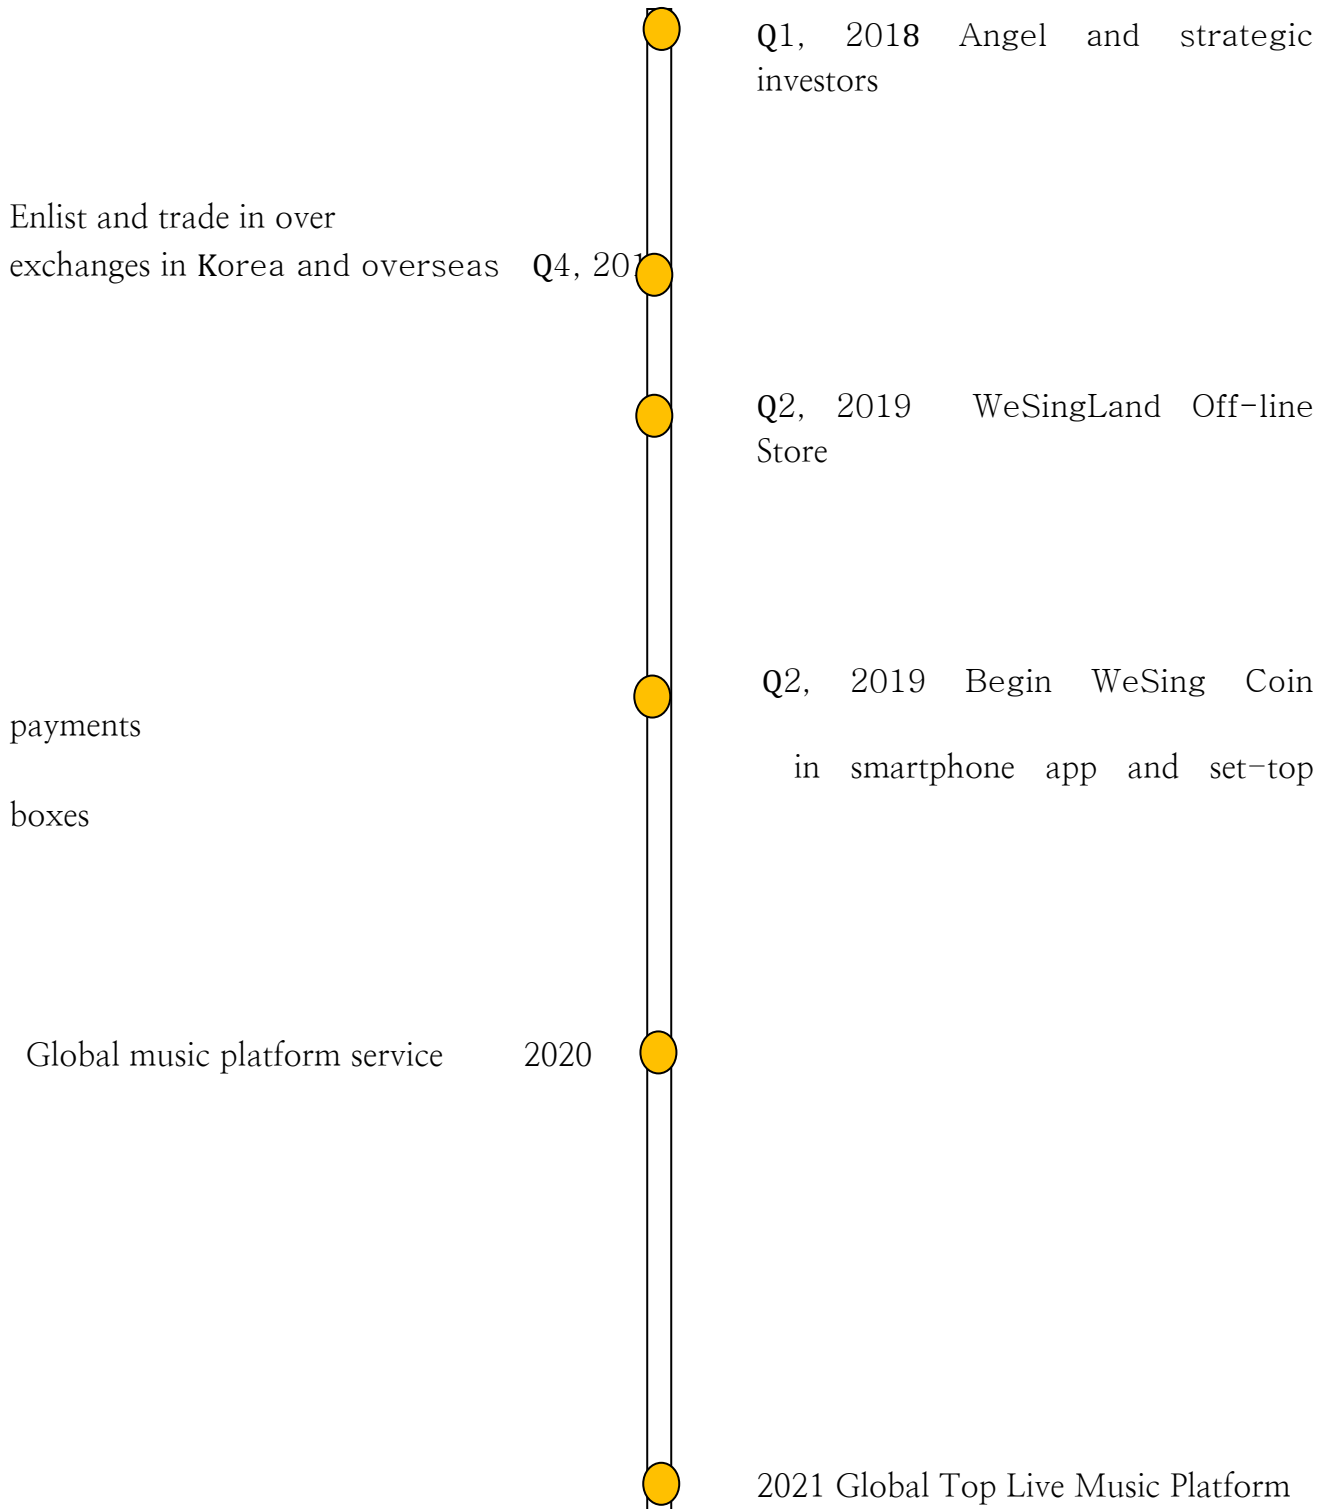 Q1, 2018 Angel and strategic
investors
Enlist and trade in over
exchanges in Korea and overseas Q4, 201
Q2, 2019 WeSingLand Off-line
Store
Q2, 2019 Begin WeSing Coin
payments
in smartphone app and set-top
boxes
Global music platform service 2020
2021 Global Top Live Music Platform